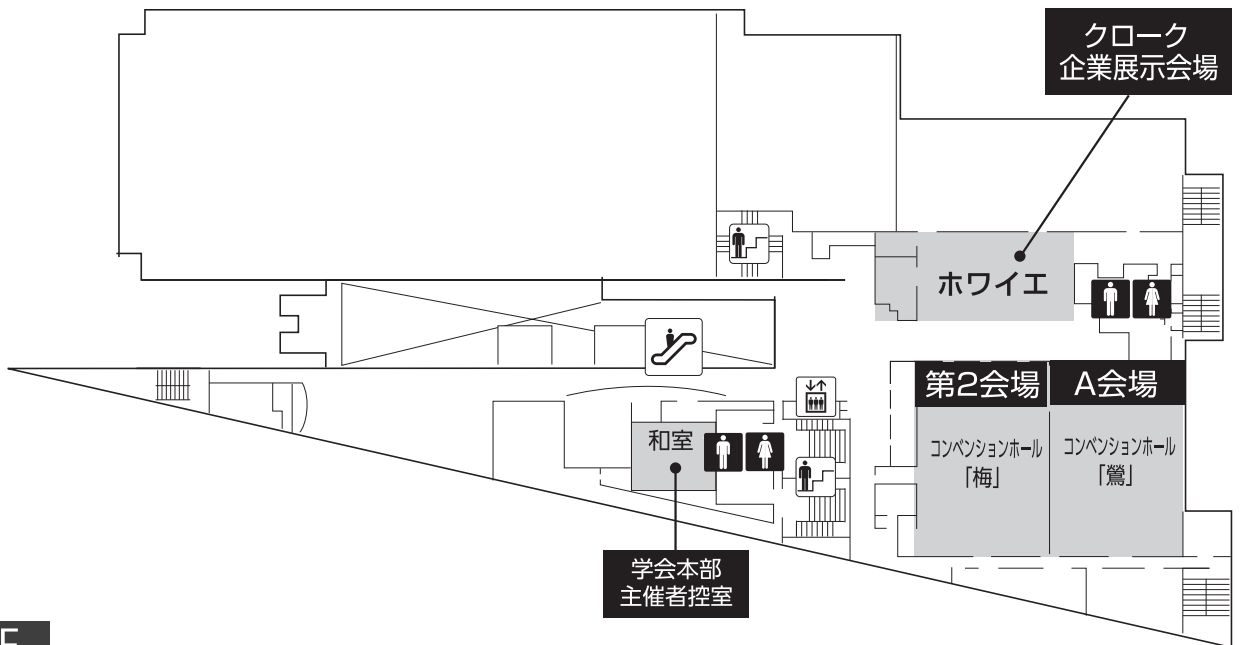 クローク
企業展示会場
ホワイエ
第2会場
A会場
コンベンションホール
「梅」
コンベンションホール
「鶯」
和室
学会本部
主催者控室